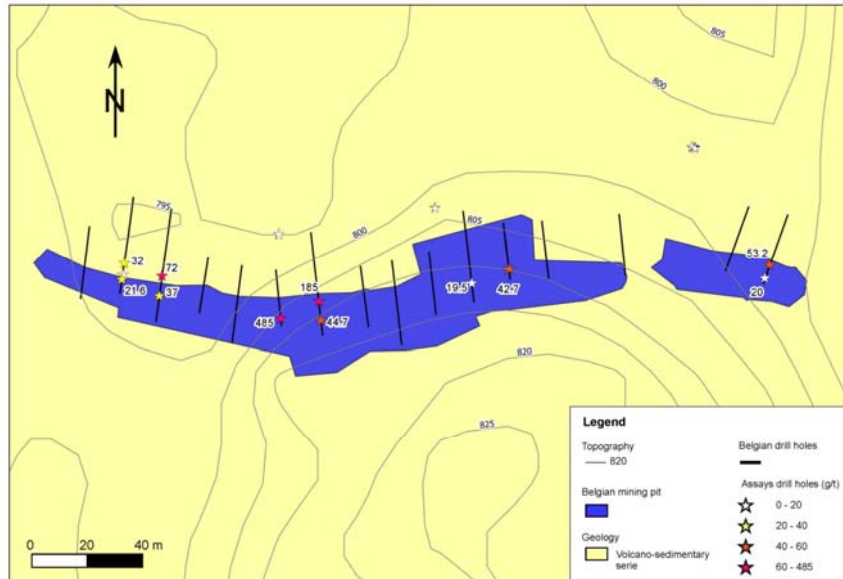 805
800
N
795
805
800
32
72
53.2
21.6
37
185
19.5
42.7
20
485
44.7
820
825
Legend
Topography
820
Belgian drill holes
Belgian mining pit
Assays drill holes (g/t)
0 - 20
20 - 40
Geology
Volcano-sedimentary
serie
40 - 60
60 - 485
0 20 40 m